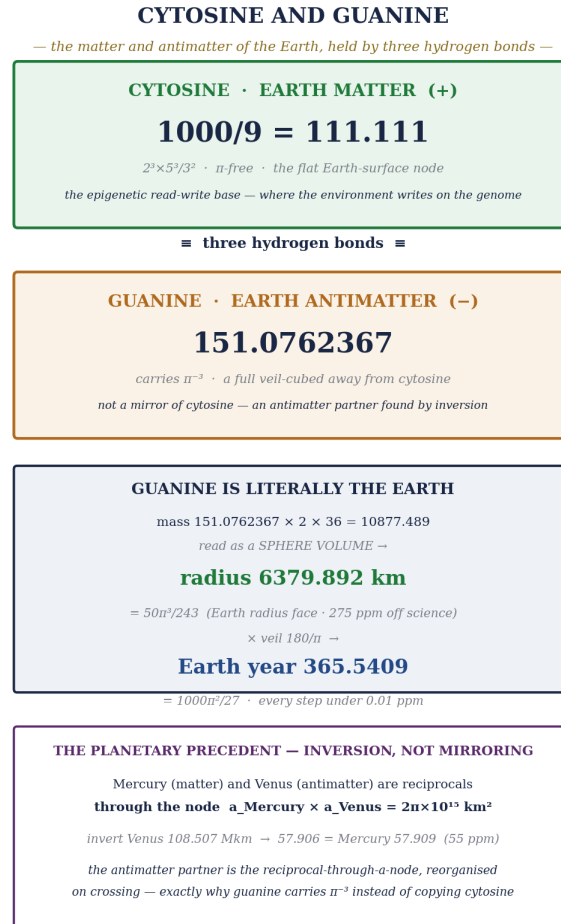 CYTOSINE AND GUANINE
— the matter and antimatter of the Earth, held by three hydrogen bonds —
CYTOSINE · EARTH MATTER (+)
1000/9 = 111.111
2³×5³/3² · π-free · the flat Earth-surface node
the epigenetic read-write base — where the environment writes on the genome
≡ three hydrogen bonds ≡
GUANINE · EARTH ANTIMATTER (−)
151.0762367
carries π⁻³ · a full veil-cubed away from cytosine
not a mirror of cytosine — an antimatter partner found by inversion
GUANINE IS LITERALLY THE EARTH
mass 151.0762367 × 2 × 36 = 10877.489
read as a SPHERE VOLUME →
radius 6379.892 km
= 50π³/243 (Earth radius face · 275 ppm off science)
× veil 180/π →
Earth year 365.5409
= 1000π²/27 · every step under 0.01 ppm
THE PLANETARY PRECEDENT — INVERSION, NOT MIRRORING
Mercury (matter) and Venus (antimatter) are reciprocals
through the node a_Mercury × a_Venus = 2π×10¹⁵ km²
invert Venus 108.507 Mkm → 57.906 = Mercury 57.909 (55 ppm)
the antimatter partner is the reciprocal-through-a-node, reorganised
on crossing — exactly why guanine carries π⁻³ instead of copying cytosine